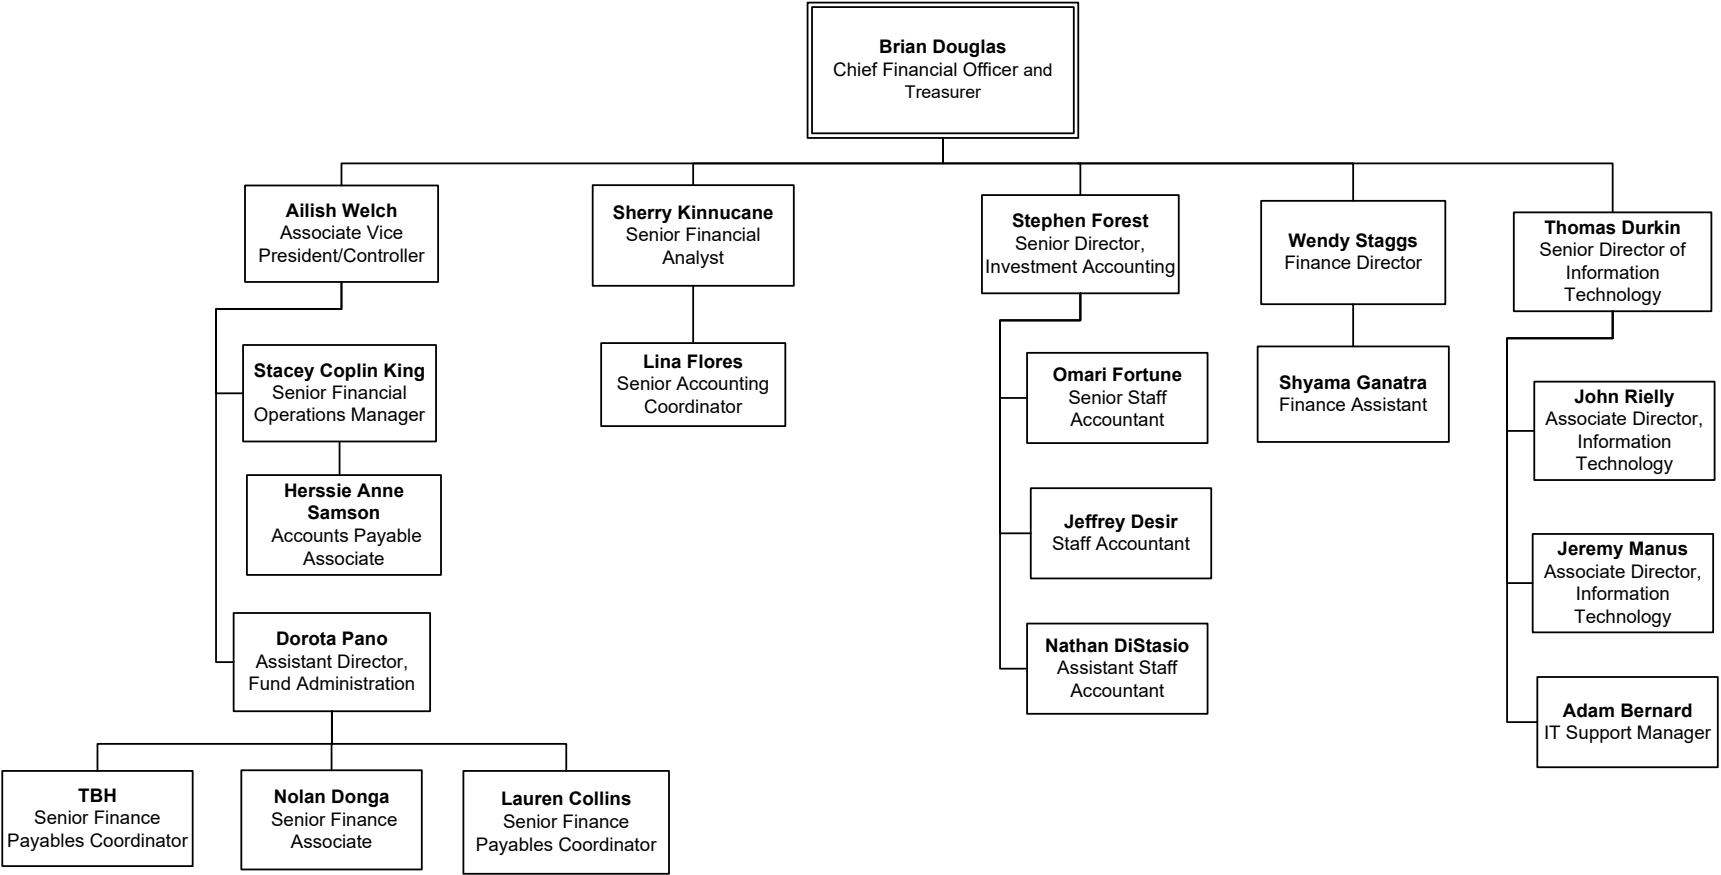 Brian Douglas
Chief Financial Officer and
Treasurer
Ailish Welch
Associate Vice
President/Controller
Sherry Kinnucane
Senior Financial
Analyst
Stephen Forest
Senior Director,
Investment Accounting
Wendy Staggs
Finance Director
Thomas Durkin
Senior Director of
Information
Technology
Stacey Coplin King
Senior Financial
Operations Manager
Herssie Anne
Samson
Accounts Payable
Associate
Dorota Pano
Assistant Director,
Fund Administration
TBH
Senior Finance
Payables Coordinator
Nolan Donga
Senior Finance
Associate
Lauren Collins
Senior Finance
Payables Coordinator
Lina Flores
Senior Accounting
Coordinator
Omari Fortune
Senior Staff
Accountant
Jeffrey Desir
Staff Accountant
Nathan DiStasio
Assistant Staff
Accountant
Shyama Ganatra
Finance Assistant
John Rielly
Associate Director,
Information
Technology
Jeremy Manus
Associate Director,
Information
Technology
Adam Bernard
IT Support Manager